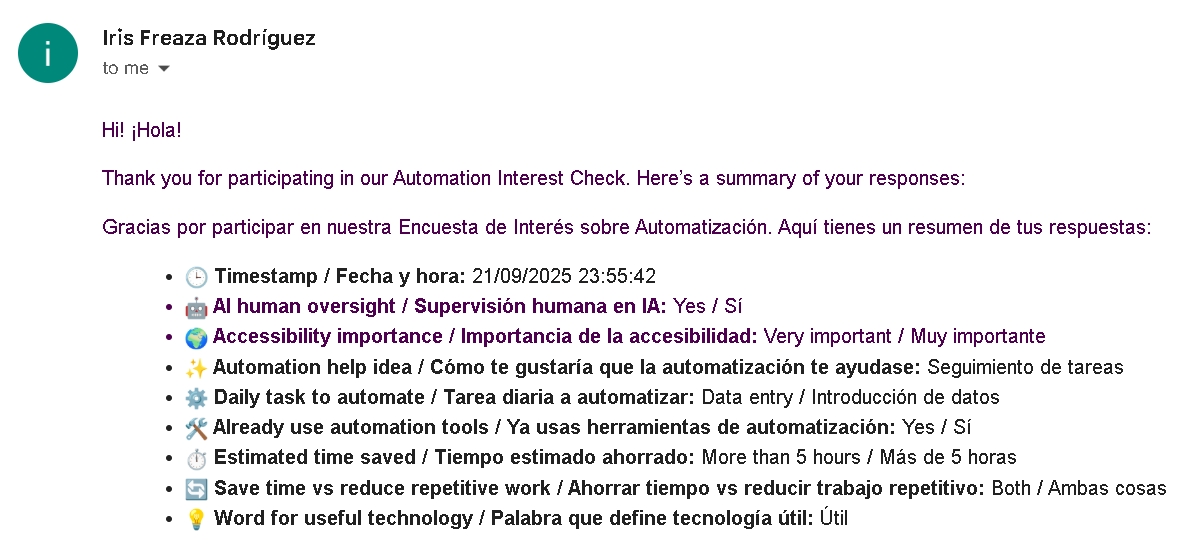 i
Iris Freaza Rodríguez
to me
Hi! ¡Hola!
Thank you for participating in our Automation Interest Check. Here’s a summary of your responses:
Gracias por participar en nuestra Encuesta de Interés sobre Automatización. Aquí tienes un resumen de tus respuestas:
• 🕒 Timestamp / Fecha y hora: 21/09/2025 23:55:42
• 🤖 AI human oversight / Supervisión humana en IA: Yes / Sí
• 🌍 Accessibility importance / Importancia de la accesibilidad: Very important / Muy importante
• ✨ Automation help idea / Cómo te gustaría que la automatización te ayudase: Seguimiento de tareas
• ⚙️ Daily task to automate / Tarea diaria a automatizar: Data entry / Introducción de datos
• 🛠️ Already use automation tools / Ya usas herramientas de automatización: Yes / Sí
• ⏱️ Estimated time saved / Tiempo estimado ahorrado: More than 5 hours / Más de 5 horas
• 🔄 Save time vs reduce repetitive work / Ahorrar tiempo vs reducir trabajo repetitivo: Both / Ambas cosas
• 💡 Word for useful technology / Palabra que define tecnología útil: Útil